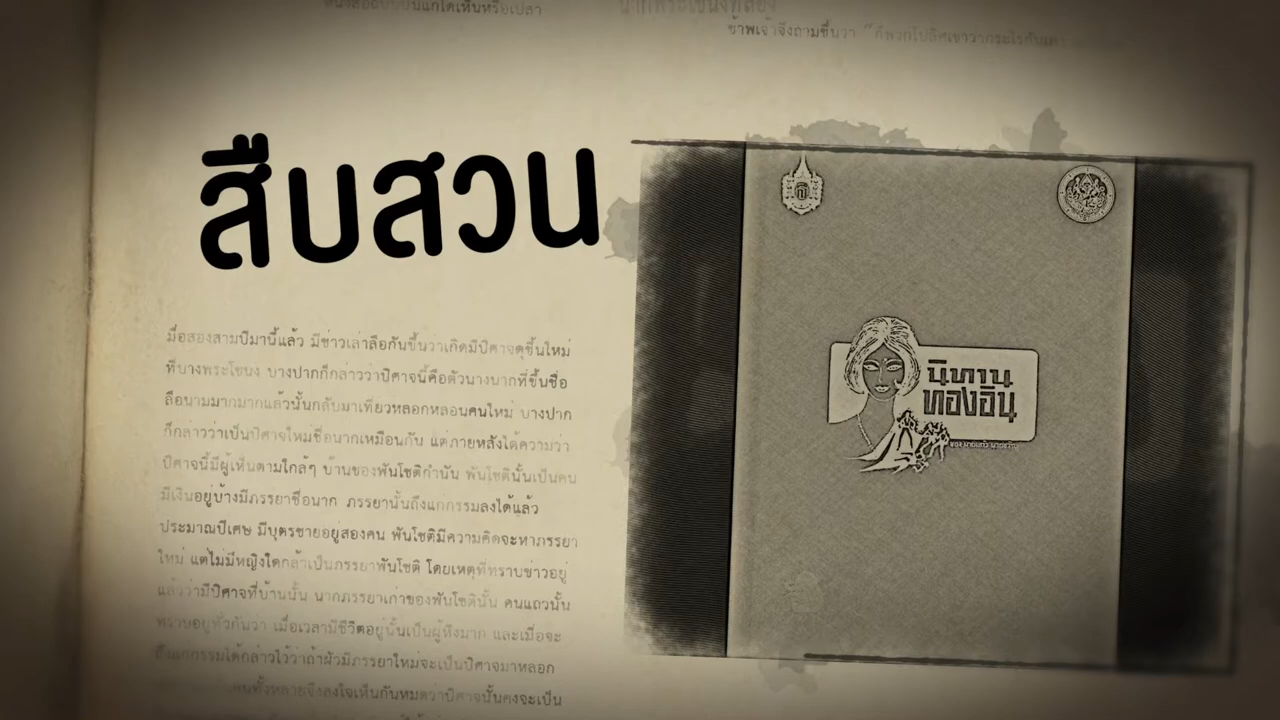 นากพระโขนงที่สอง
ข้าพเจ้าจึงถามขึ้นว่า "ก็พวก
สืบสวน
มื่อสองสามปีมานี้แล้ว มีข่าวเล่าลือกันขึ้นว่าเกิดมีปีศาจดุขึ้นใหม่
ที่บางพระโขนง บางปากก็กล่าวว่าปีศาจนี้คือตัวนางนากที่ขึ้นชื่อ
ลือนามมากมากแล้วนั้นกลับมาเที่ยวหลอกหลอนคนใหม่ บางปาก
ก็กล่าวว่าเป็นปีศาจใหม่ชื่อนากเหมือนกัน แต่ภายหลังได้ความว่า
ปีศาจนี้มีผู้เห็นตามใกล้ๆ บ้านของพันโชติกำนัน พันโชตินั้นเป็นคน
มีเงินอยู่บ้างมีภรรยาชื่อนาก ภรรยานั้นถึงแก่กรรมลงได้แล้ว
ประมาณปีเศษ มีบุตรชายอยู่สองคน พันโชติมีความคิดจะหาภรรยา
ใหม่ แต่ไม่มีหญิงใดกล้าเป็นภรรยาพันโชติ โดยเหตุที่ทราบข่าวอยู่
แล้วว่ามีปีศาจที่บ้านนั้น นากภรรยาเก่าของพันโชตินั้น คนแถวนั้น
ทราบอยู่ทั่วกันว่า เมื่อเวลามีชีวิตอยู่นั้นเป็นผู้หึงมาก และเมื่อจะ
ถึงแก่กรรมได้กล่าวไว้ว่าถ้าผัวมีภรรยาใหม่จะเป็นปีศาจมาหลอก
คนทั้งหลายจึงลงใจเห็นกันหมดว่าปีศาจนั้นคงจะเป็น
นิทาน
ทองอิน